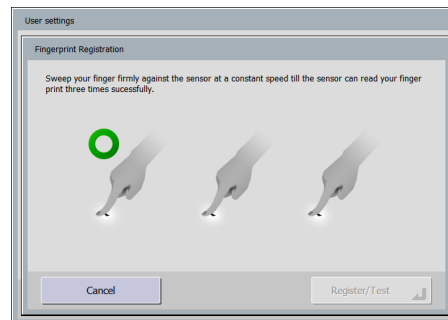 User settings
Fingerprint Registration
Sweep your finger firmly against the sensor at a constant speed till the sensor can read your finger
print three times sucessfully.
Cancel
Register/Test